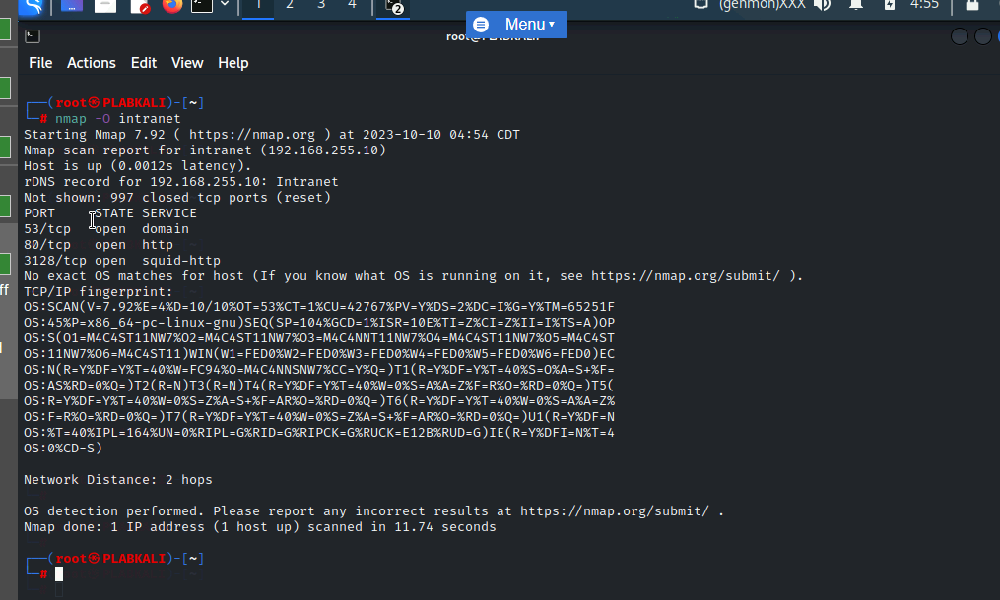 1 2 3 4 2 (genmon)XXX 4:55
Menu
File Actions Edit View Help
┌──(root㉿PLABKALI)-[~]
└─# nmap -O intranet
Starting Nmap 7.92 ( https://nmap.org ) at 2023-10-10 04:54 CDT
Nmap scan report for intranet (192.168.255.10)
Host is up (0.0012s latency).
rDNS record for 192.168.255.10: Intranet
Not shown: 997 closed tcp ports (reset)
PORT     STATE SERVICE
53/tcp   open  domain
80/tcp   open  http
3128/tcp open  squid-http
No exact OS matches for host (If you know what OS is running on it, see https://nmap.org/submit/ ).
TCP/IP fingerprint:
OS:SCAN(V=7.92%E=4%D=10/10%OT=53%CT=1%CU=42767%PV=Y%DS=2%DC=I%G=Y%TM=65251F
OS:45%P=x86_64-pc-linux-gnu)SEQ(SP=104%GCD=1%ISR=10E%TI=Z%CI=Z%II=I%TS=A)OP
OS:S(O1=M4C4ST11NW7%O2=M4C4ST11NW7%O3=M4C4NNT11NW7%O4=M4C4ST11NW7%O5=M4C4ST
OS:11NW7%O6=M4C4ST11)WIN(W1=FED0%W2=FED0%W3=FED0%W4=FED0%W5=FED0%W6=FED0)EC
OS:N(R=Y%DF=Y%T=40%W=FC94%O=M4C4NNSNW7%CC=Y%Q=)T1(R=Y%DF=Y%T=40%S=O%A=S+%F=
OS:AS%RD=0%Q=)T2(R=N)T3(R=N)T4(R=Y%DF=Y%T=40%W=0%S=A%A=Z%F=R%O=%RD=0%Q=)T5(
OS:R=Y%DF=Y%T=40%W=0%S=Z%A=S+%F=AR%O=%RD=0%Q=)T6(R=Y%DF=Y%T=40%W=0%S=A%A=Z%
OS:F=R%O=%RD=0%Q=)T7(R=Y%DF=Y%T=40%W=0%S=Z%A=S+%F=AR%O=%RD=0%Q=)U1(R=Y%DF=N
OS:%T=40%IPL=164%UN=0%RIPL=G%RID=G%RIPCK=G%RUCK=E12B%RUD=G)IE(R=Y%DFI=N%T=4
OS:0%CD=S)
Network Distance: 2 hops
OS detection performed. Please report any incorrect results at https://nmap.org/submit/ .
Nmap done: 1 IP address (1 host up) scanned in 11.74 seconds
┌──(root㉿PLABKALI)-[~]
└─#